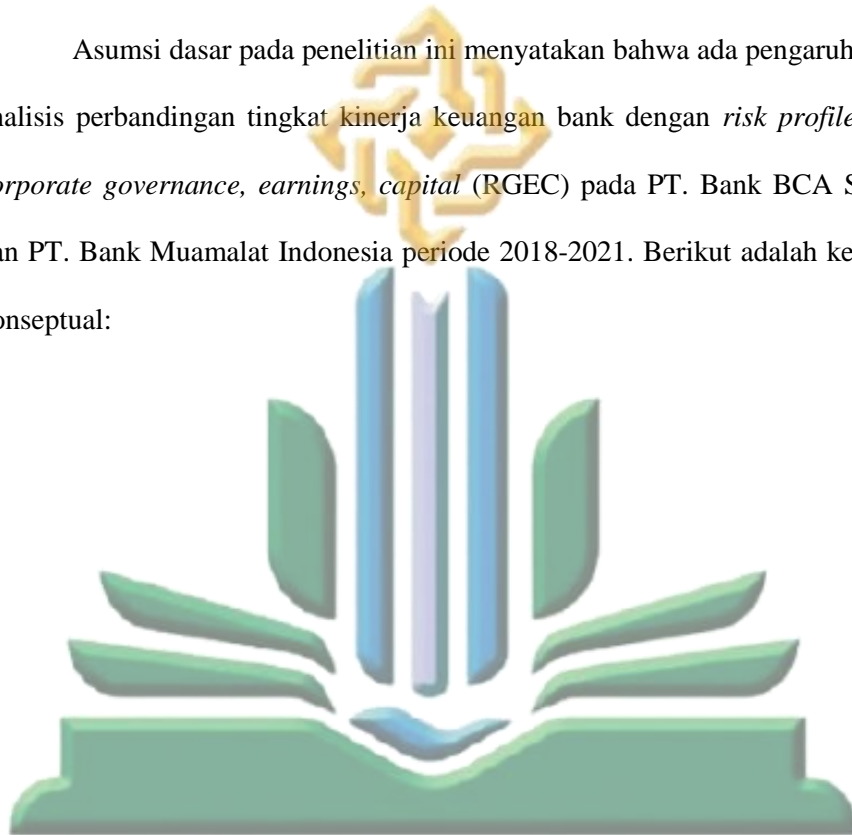 Asumsi dasar pada penelitian ini menyatakan bahwa ada pengaruh
nalisis perbandingan tingkat kinerja keuangan bank dengan risk profile
orporate governance, earnings, capital (RGEC) pada PT. Bank BCA S
an PT. Bank Muamalat Indonesia periode 2018-2021. Berikut adalah ke
onseptual: